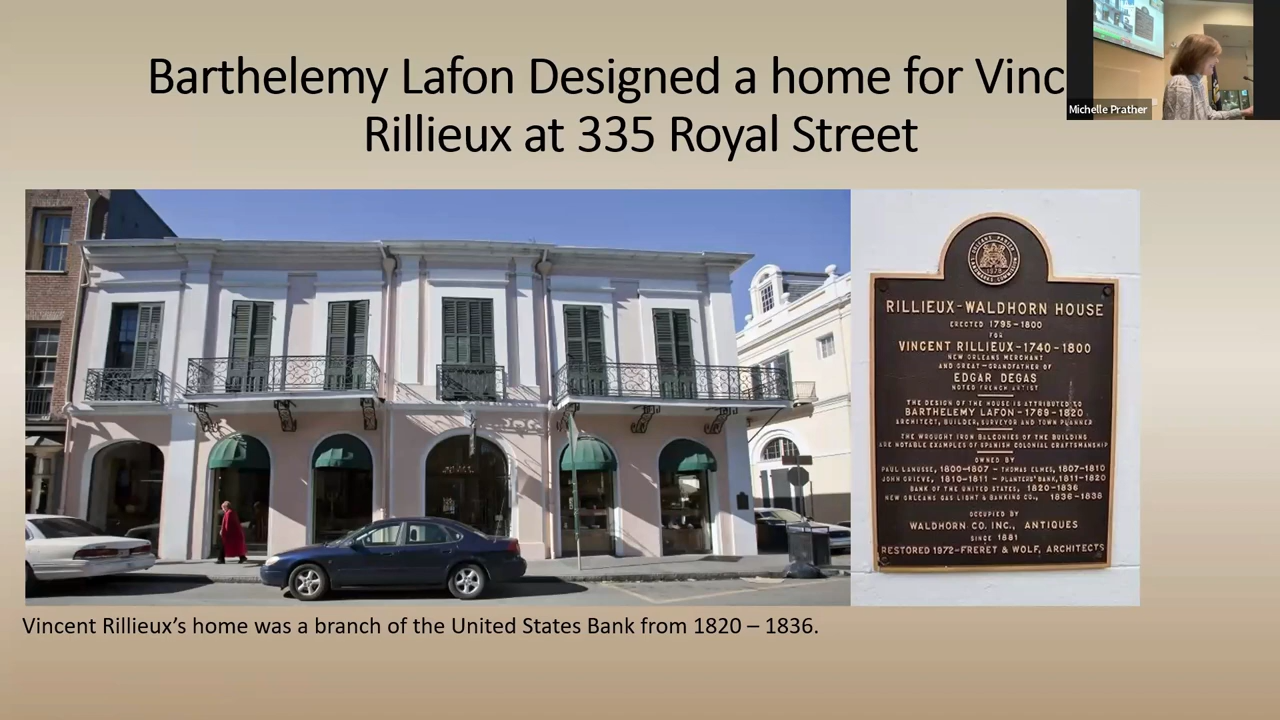 Barthelemy Lafon Designed a home for Vinc
Rillieux at 335 Royal Street
Michelle Prather
1978
RILLIEUX-WALDHORN HOUSE
ERECTED 1795-1800
FOR
VINCENT RILLIEUX-1740-1800
NEW ORLEANS MERCHANT
AND GREAT-GRANDFATHER OF
EDGAR DEGAS
NOTED FRENCH ARTIST
THE DESIGN OF THE HOUSE IS ATTRIBUTED TO
BARTHELEMY LAFON-1769-1820
ARCHITECT, BUILDER, SURVEYOR AND TOWN PLANNER
THE WROUGHT IRON BALCONIES OF THE BUILDING
ARE NOTABLE EXAMPLES OF SPANISH COLONIAL CRAFTSMANSHIP
OWNED BY
PAUL LANUSSE, 1800-1807 - THOMAS ELMES, 1807-1810
JOHN GRIEVE, 1810-1811 - PLANTERS' BANK, 1811-1820
BANK OF THE UNITED STATES, 1820-1836
NEW ORLEANS GAS LIGHT & BANKING CO., 1836-1838
OCCUPIED BY
WALDHORN CO. INC., ANTIQUES
SINCE 1881
RESTORED 1972-FRERET & WOLF, ARCHITECTS
Vincent Rillieux's home was a branch of the United States Bank from 1820 – 1836.